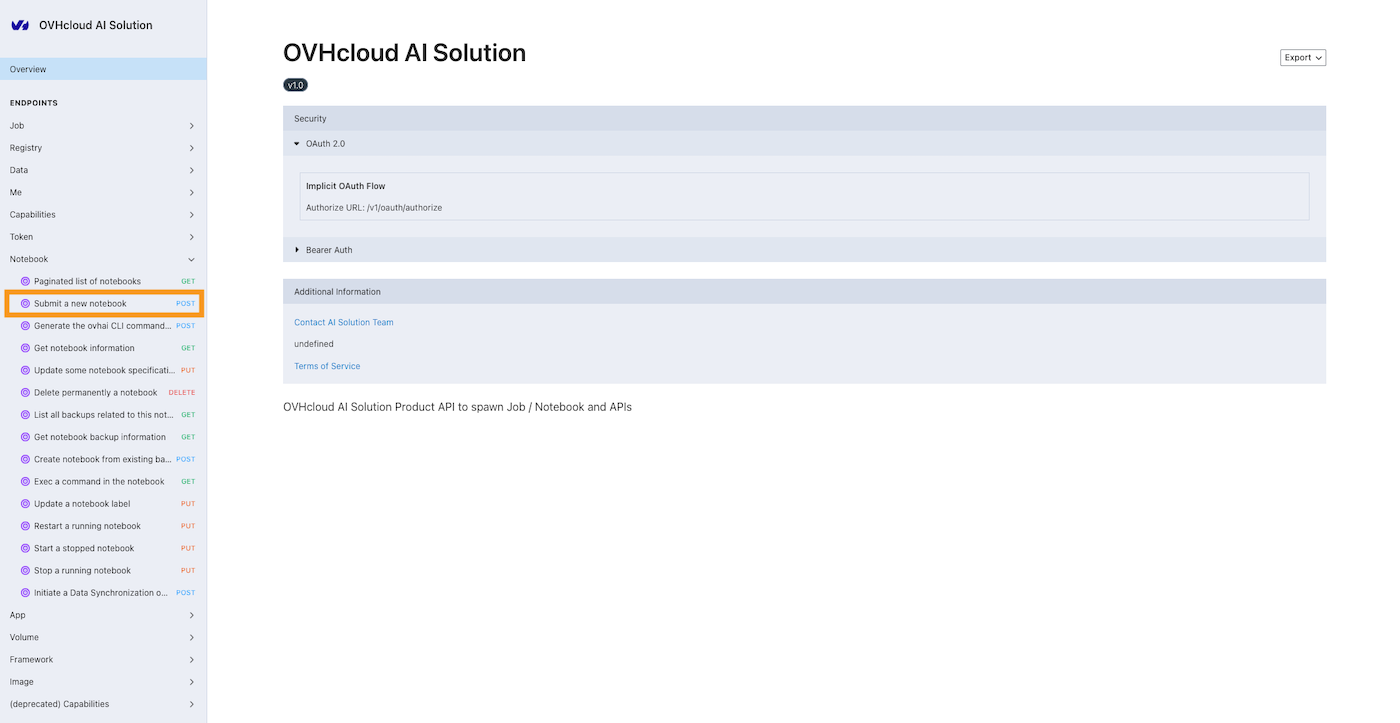 OVHcloud AI Solution
Overview
ENDPOINTS
Job
Registry
Data
Me
Capabilities
Token
Notebook
Paginated list of notebooks GET
Submit a new notebook POST
Generate the ovhai CLI command... POST
Get notebook information GET
Update some notebook specificati... PUT
Delete permanently a notebook DELETE
List all backups related to this not... GET
Get notebook backup information GET
Create notebook from existing ba... POST
Exec a command in the notebook GET
Update a notebook label PUT
Restart a running notebook PUT
Start a stopped notebook PUT
Stop a running notebook PUT
Initiate a Data Synchronization o... POST
App
Volume
Framework
Image
(deprecated) Capabilities
OVHcloud AI Solution
Export
v1.0
Security
OAuth 2.0
Implicit OAuth Flow
Authorize URL: /v1/oauth/authorize
Bearer Auth
Additional Information
Contact AI Solution Team
undefined
Terms of Service
OVHcloud AI Solution Product API to spawn Job / Notebook and APIs